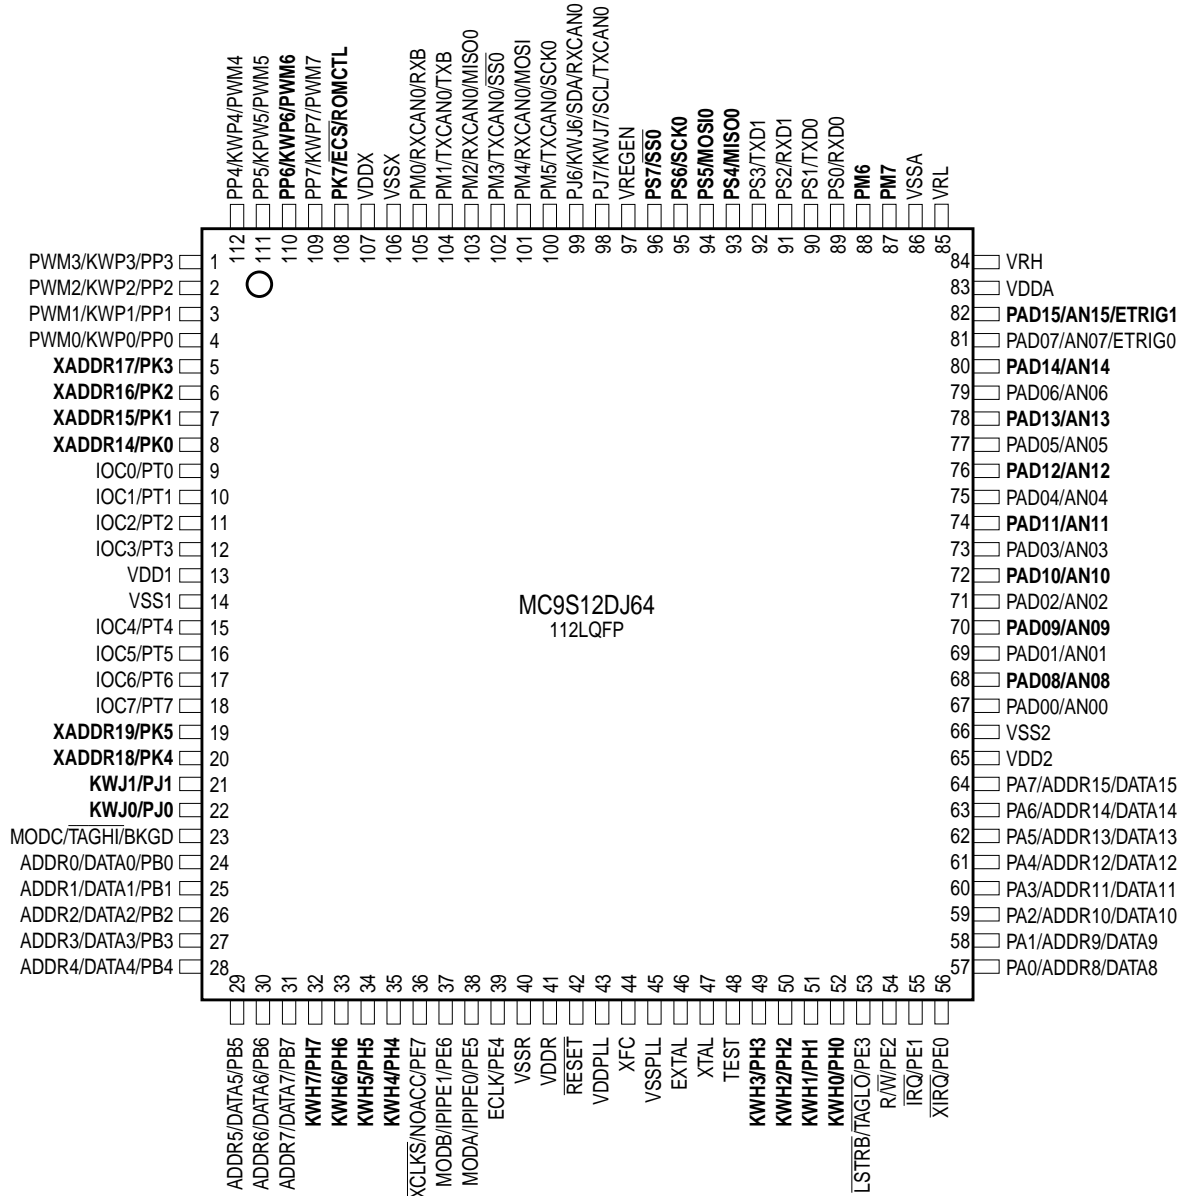 PP4/KWP4/PWM4
PP5/KPW5/PWM5
PP6/KWP6/PWM6
PP7/KWP7/PWM7
PK7/ECS/ROMCTL
VDDX
VSSX
PM0/RXCAN0/RXB
PM1/TXCAN0/TXB
PM2/RXCAN0/MISO0
PM3/TXCAN0/SS0
PM4/RXCAN0/MOSI
PM5/TXCAN0/SCK0
PJ6/KWJ6/SDA/RXCAN0
PJ7/KWJ7/SCL/TXCAN0
VREGEN
PS7/SS0
PS6/SCK0
PS5/MOSI0
PS4/MISO0
PS3/TXD1
PS2/RXD1
PS1/TXD0
PS0/RXD0
PM6
PM7
VSSA
VRL
112
111
110
109
108
107
106
105
104
103
102
101
100
99
98
97
96
95
94
93
92
91
90
89
88
87
86
85
PWM3/KWP3/PP3 1
PWM2/KWP2/PP2 2
PWM1/KWP1/PP1 3
PWM0/KWP0/PP0 4
XADDR17/PK3 5
XADDR16/PK2 6
XADDR15/PK1 7
XADDR14/PK0 8
IOC0/PT0 9
IOC1/PT1 10
IOC2/PT2 11
IOC3/PT3 12
VDD1 13
VSS1 14
IOC4/PT4 15
IOC5/PT5 16
IOC6/PT6 17
IOC7/PT7 18
XADDR19/PK5 19
XADDR18/PK4 20
KWJ1/PJ1 21
KWJ0/PJ0 22
MODC/TAGHI/BKGD 23
ADDR0/DATA0/PB0 24
ADDR1/DATA1/PB1 25
ADDR2/DATA2/PB2 26
ADDR3/DATA3/PB3 27
ADDR4/DATA4/PB4 28
MC9S12DJ64
112LQFP
84 VRH
83 VDDA
82 PAD15/AN15/ETRIG1
81 PAD07/AN07/ETRIG0
80 PAD14/AN14
79 PAD06/AN06
78 PAD13/AN13
77 PAD05/AN05
76 PAD12/AN12
75 PAD04/AN04
74 PAD11/AN11
73 PAD03/AN03
72 PAD10/AN10
71 PAD02/AN02
70 PAD09/AN09
69 PAD01/AN01
68 PAD08/AN08
67 PAD00/AN00
66 VSS2
65 VDD2
64 PA7/ADDR15/DATA15
63 PA6/ADDR14/DATA14
62 PA5/ADDR13/DATA13
61 PA4/ADDR12/DATA12
60 PA3/ADDR11/DATA11
59 PA2/ADDR10/DATA10
58 PA1/ADDR9/DATA9
57 PA0/ADDR8/DATA8
29
30
31
32
33
34
35
36
37
38
39
40
41
42
43
44
45
46
47
48
49
50
51
52
53
54
55
56
ADDR5/DATA5/PB5
ADDR6/DATA6/PB6
ADDR7/DATA7/PB7
KWH7/PH7
KWH6/PH6
KWH5/PH5
KWH4/PH4
XCLKS/NOACC/PE7
MODB/IPIPE1/PE6
MODA/IPIPE0/PE5
ECLK/PE4
VSSR
VDDR
RESET
VDDPLL
XFC
VSSPLL
EXTAL
XTAL
TEST
KWH3/PH3
KWH2/PH2
KWH1/PH1
KWH0/PH0
LSTRB/TAGLO/PE3
R/W/PE2
IRQ/PE1
XIRQ/PE0